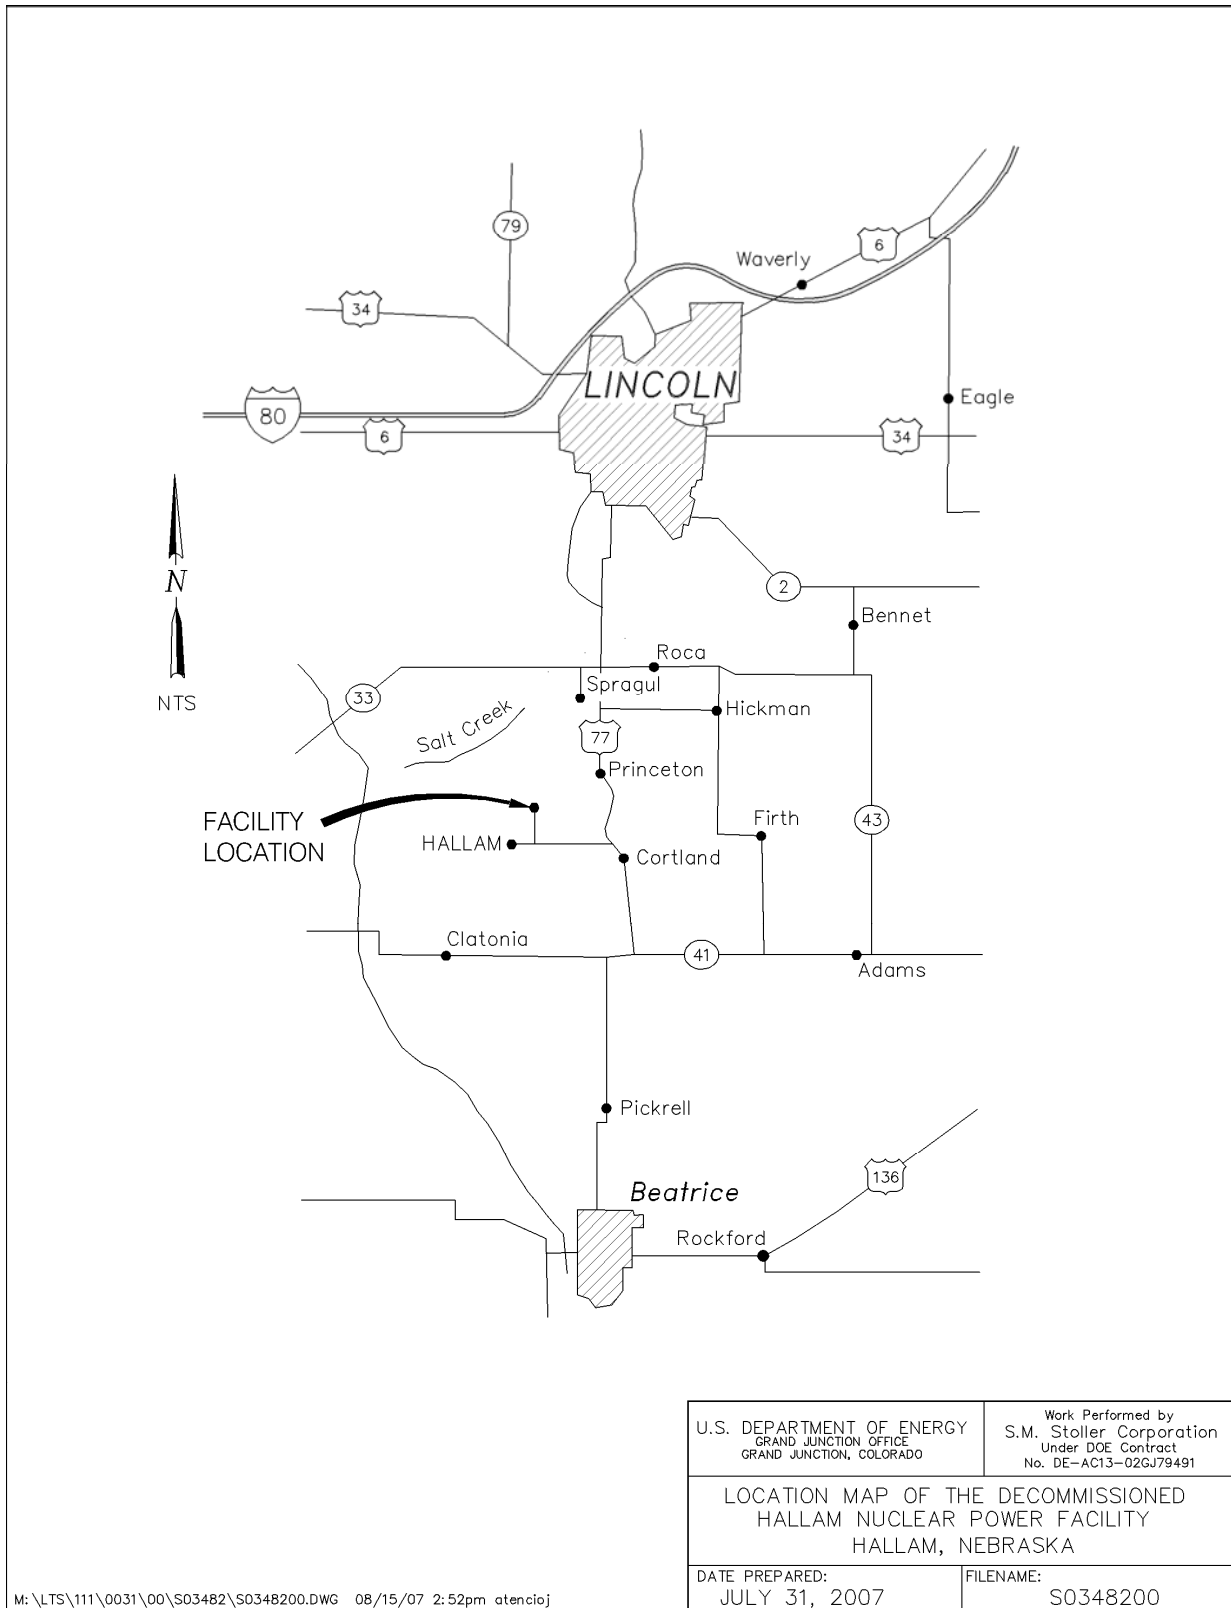 79
Waverly
6
34
LINCOLN
80
Eagle
6
34
N
2
Bennet
NTS
Roca
33
Spragul
Hickman
Salt Creek
77
Princeton
FACILITY
LOCATION
Firth
43
HALLAM
Cortland
Clatonia
41
Adams
Pickrell
136
Beatrice
Rockford
U.S. DEPARTMENT OF ENERGY
GRAND JUNCTION OFFICE
GRAND JUNCTION, COLORADO
Work Performed by
S.M. Stoller Corporation
Under DOE Contract
No. DE-AC13-02GJ79491
LOCATION MAP OF THE DECOMMISSIONED
HALLAM NUCLEAR POWER FACILITY
HALLAM, NEBRASKA
DATE PREPARED:
JULY 31, 2007
FILENAME:
S0348200
M:\LTS\111\0031\00\S03482\S0348200.DWG 08/15/07 2:52pm atencioj